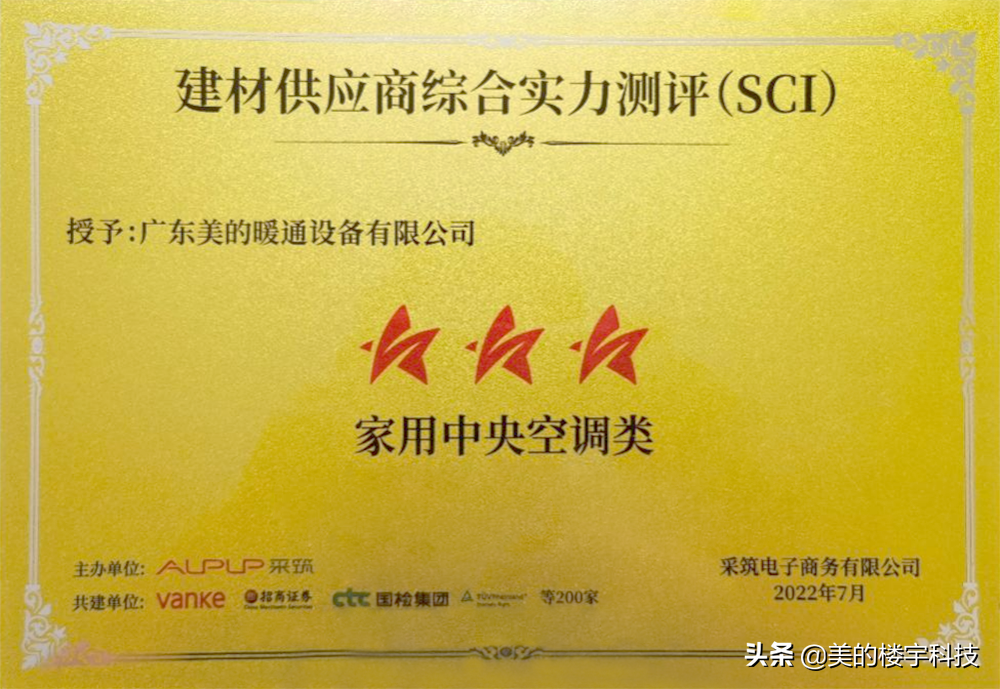 建材供应商综合实力测评(SCI)
授予:广东美的暖通设备有限公司
家用中央空调类
主办单位: AUPUP 采筑
共建单位: vanke 招商证券 ctc 国检集团 等200家
采筑电子商务有限公司
2022年7月
头条 @美的楼宇科技